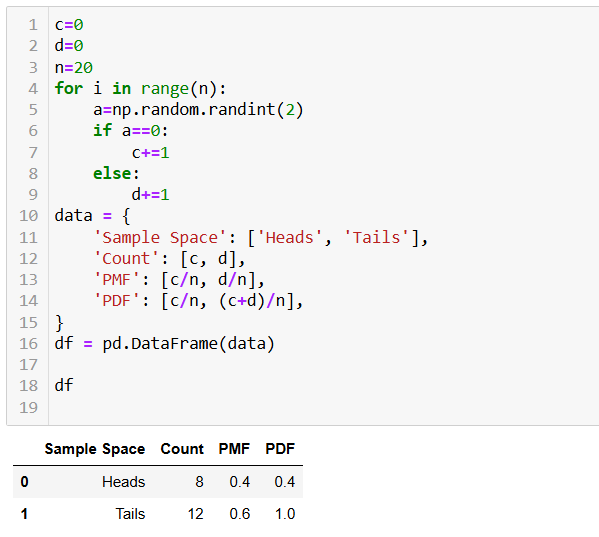 1 c=0
2 d=0
3 n=20
4 for i in range(n):
5     a=np.random.randint(2)
6     if a==0:
7         c+=1
8     else:
9         d+=1
10 data = {
11     'Sample Space': ['Heads', 'Tails'],
12     'Count': [c, d],
13     'PMF': [c/n, d/n],
14     'PDF': [c/n, (c+d)/n],
15 }
16 df = pd.DataFrame(data)
17
18 df
19
Sample Space Count PMF PDF
0 Heads 8 0.4 0.4
1 Tails 12 0.6 1.0